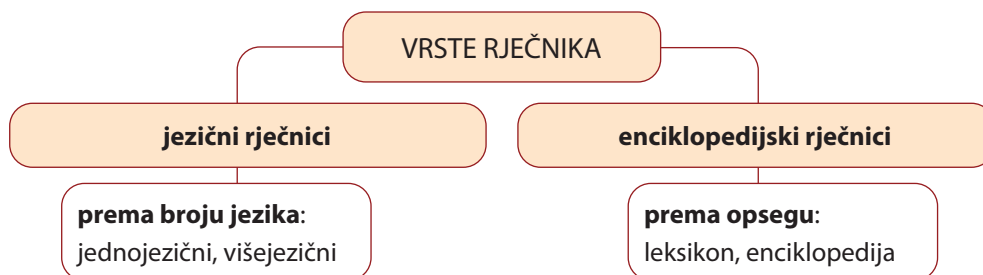 VRSTE RJEČNIKA
jezični rječnici
enciklopedijski rječnici
prema broju jezika:
jednojezični, višejezični
prema opsegu:
leksikon, enciklopedija